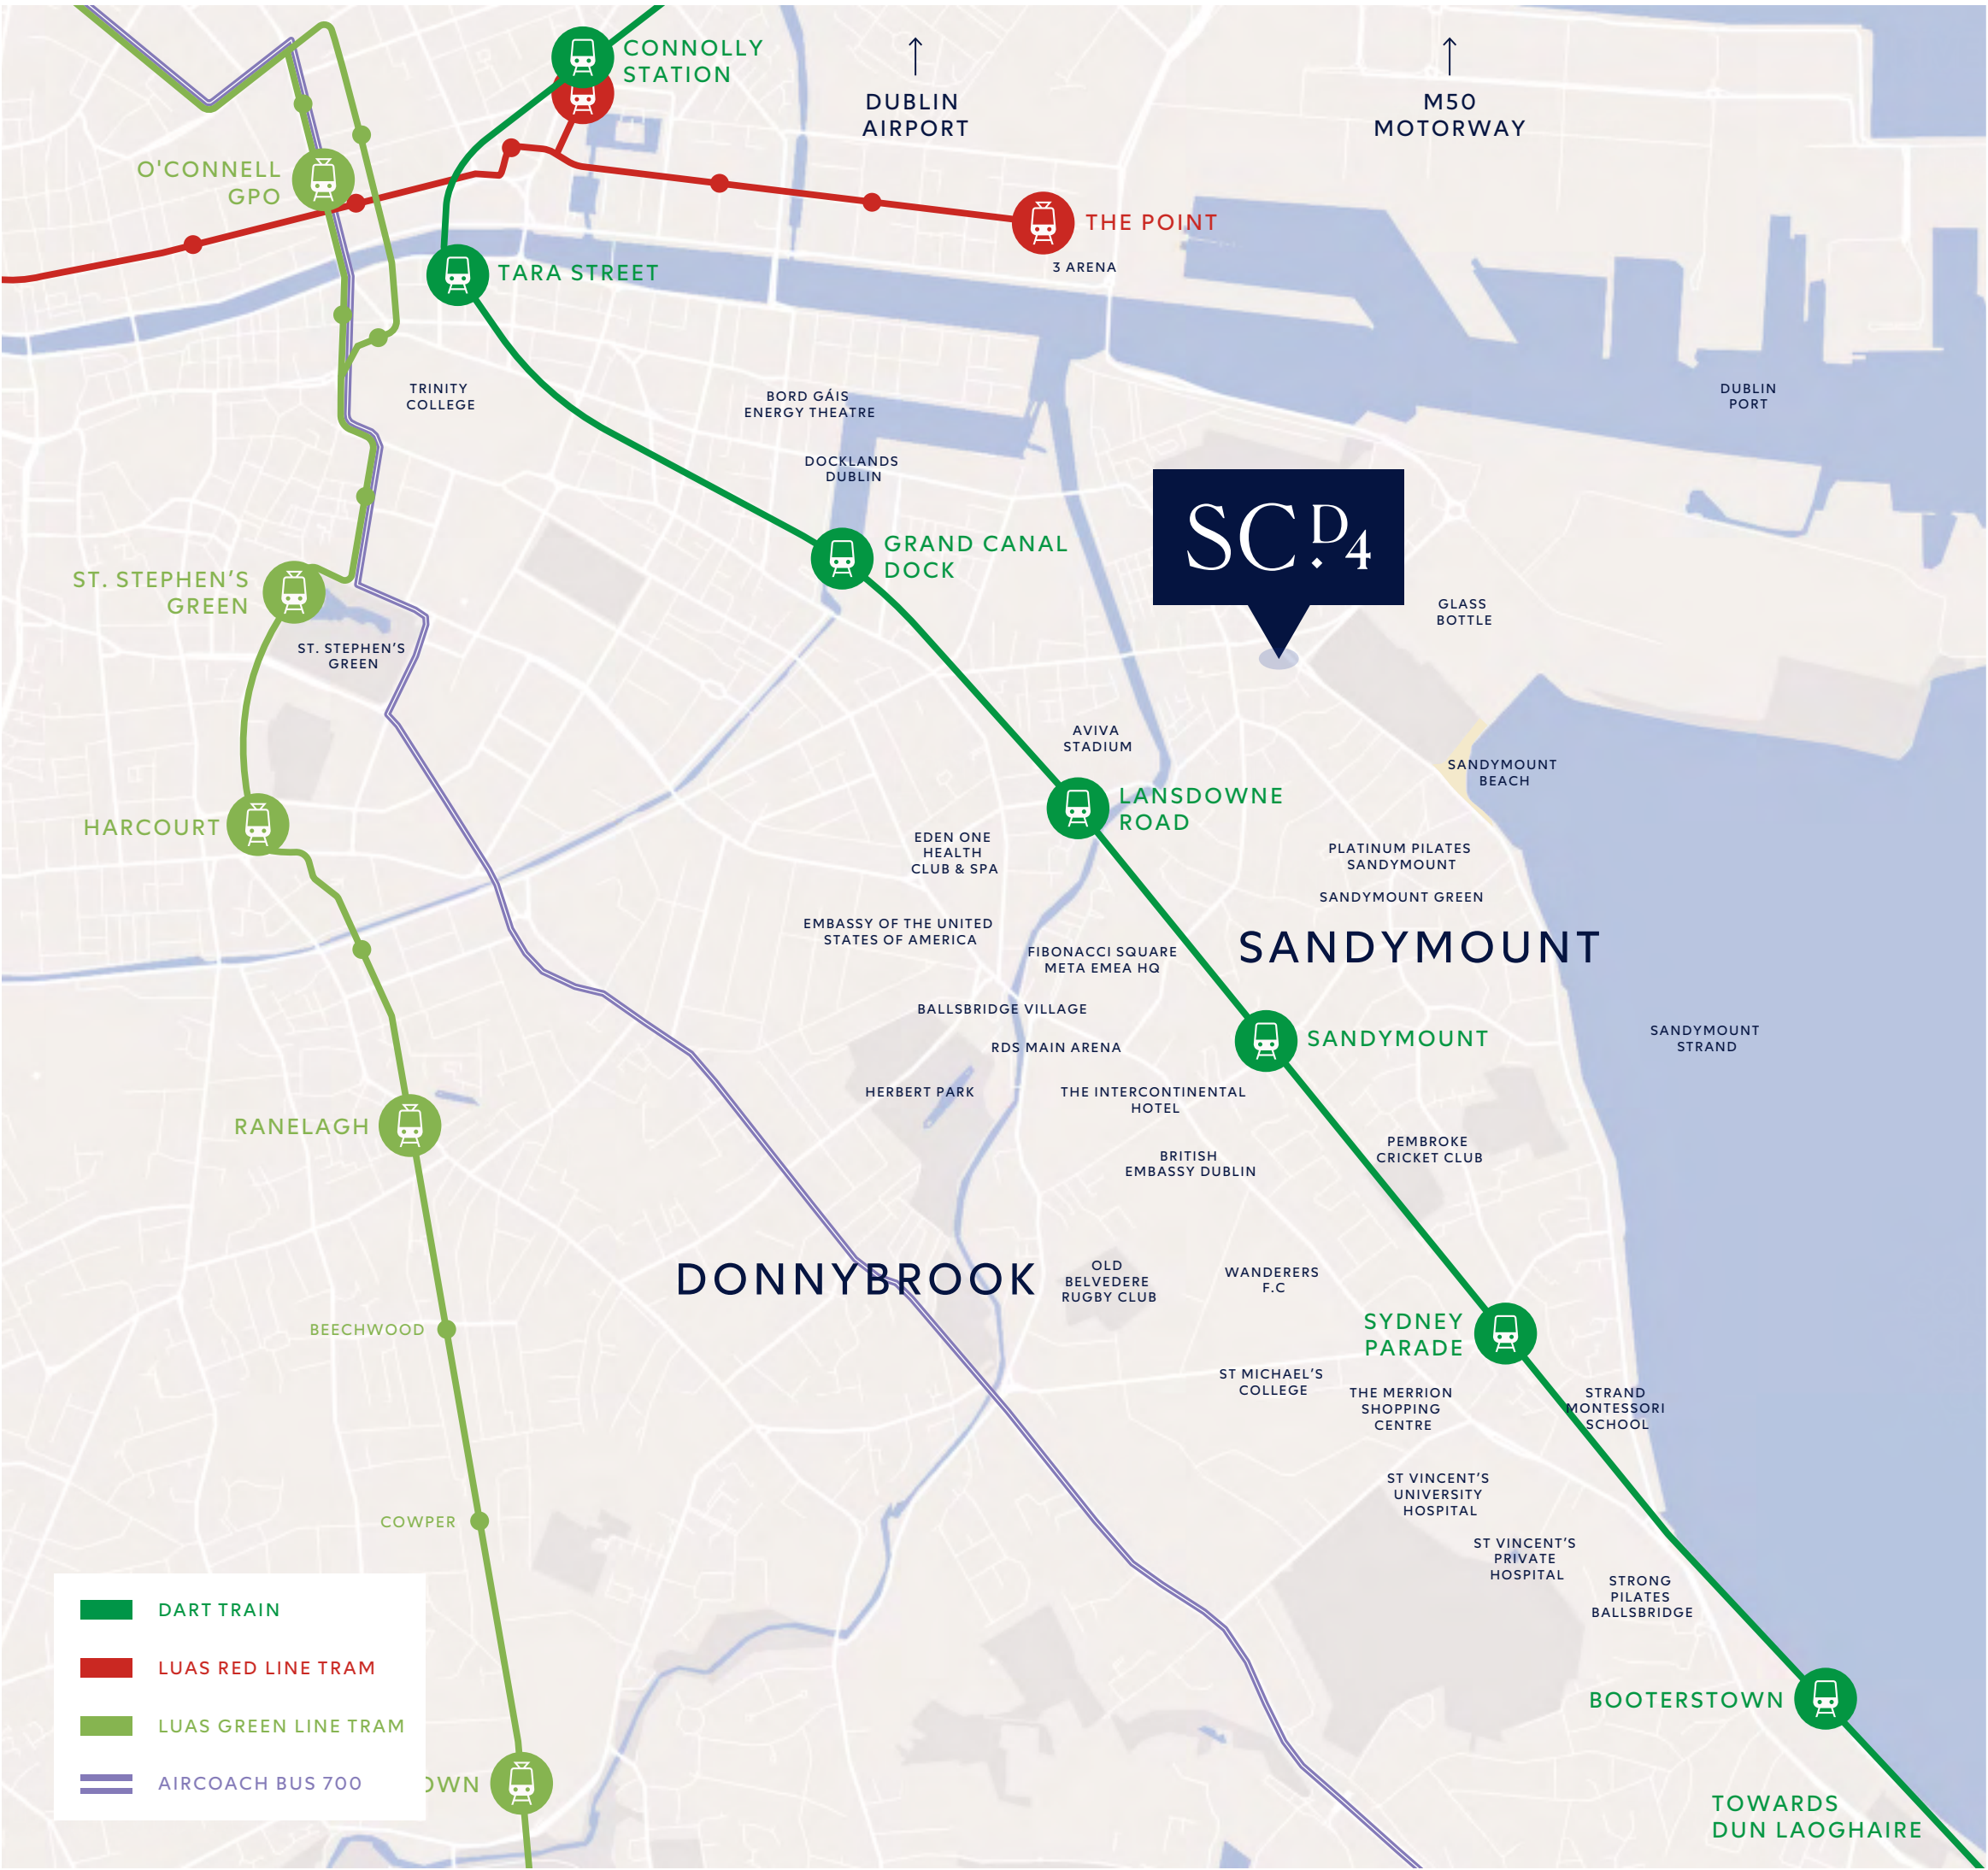 CONNOLLY
STATION
DUBLIN
AIRPORT
M50
MOTORWAY
O'CONNELL
GPO
THE POINT
3 ARENA
TARA STREET
TRINITY
COLLEGE
BORD GÁIS
ENERGY THEATRE
DUBLIN
PORT
DOCKLANDS
DUBLIN
SC.D4
GRAND CANAL
DOCK
ST. STEPHEN'S
GREEN
GLASS
BOTTLE
ST. STEPHEN'S
GREEN
AVIVA
STADIUM
SANDYMOUNT
BEACH
LANSDOWNE
ROAD
HARCOURT
EDEN ONE
HEALTH
CLUB & SPA
PLATINUM PILATES
SANDYMOUNT
SANDYMOUNT GREEN
EMBASSY OF THE UNITED
STATES OF AMERICA
SANDYMOUNT
FIBONACCI SQUARE
META EMEA HQ
BALLSBRIDGE VILLAGE
SANDYMOUNT
SANDYMOUNT
STRAND
RDS MAIN ARENA
HERBERT PARK
THE INTERCONTINENTAL
HOTEL
RANELAGH
PEMBROKE
CRICKET CLUB
BRITISH
EMBASSY DUBLIN
DONNYBROOK
OLD
BELVEDERE
RUGBY CLUB
WANDERERS
F.C
SYDNEY
PARADE
BEECHWOOD
ST MICHAEL'S
COLLEGE
THE MERRION
SHOPPING
CENTRE
STRAND
MONTESSORI
SCHOOL
ST VINCENT'S
UNIVERSITY
HOSPITAL
COWPER
ST VINCENT'S
PRIVATE
HOSPITAL
STRONG
PILATES
BALLSBRIDGE
DART TRAIN
LUAS RED LINE TRAM
LUAS GREEN LINE TRAM
AIRCOACH BUS 700
BOOTERSTOWN
TOWARDS
DUN LAOGHAIRE